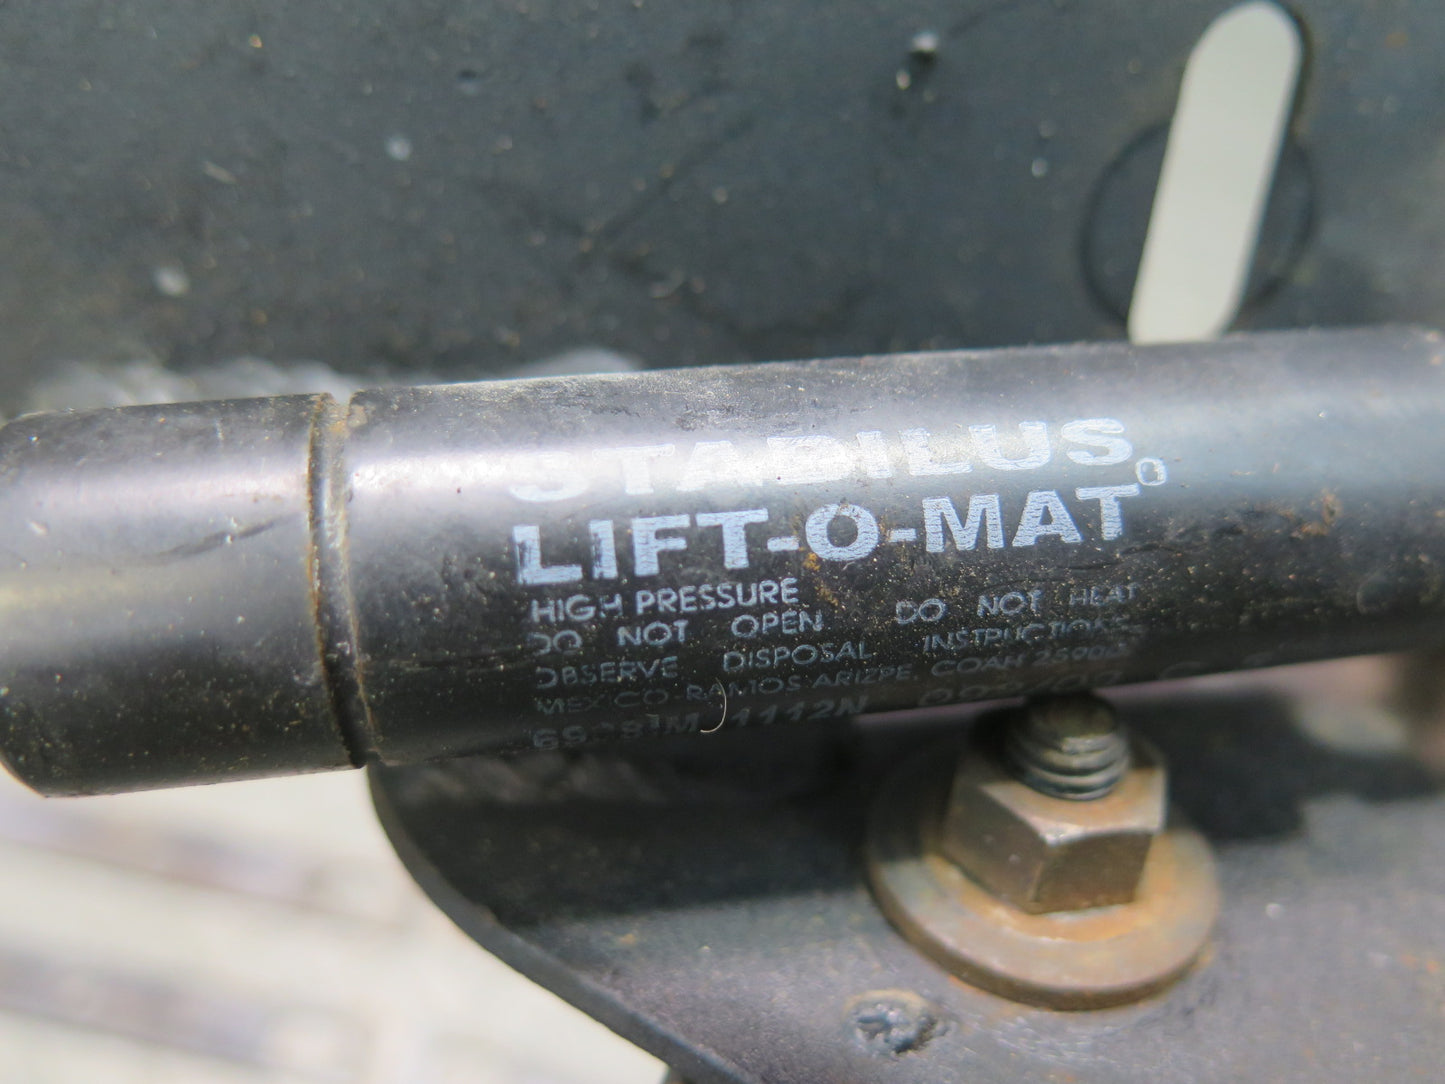 STABILUS
LIFT-O-MAT
HIGH PRESSURE
DO NOT OPEN DO NOT HEAT
OBSERVE DISPOSAL INSTRUCTIONS
MEXICO RAMOS ARIZPE, COAH
1112N